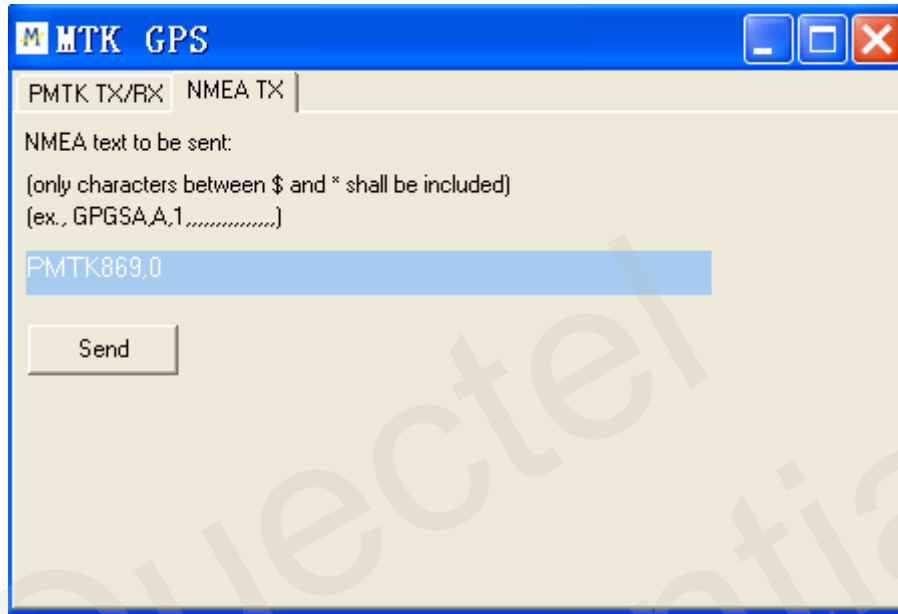 MTK GPS
PMTK TX/RX NMEA TX
NMEA text to be sent:
(only characters between $ and * shall be included)
(ex., GPGSA,A,1,,,,,,,,,,,,,,,)
PMTK869,0
Send
Quectel